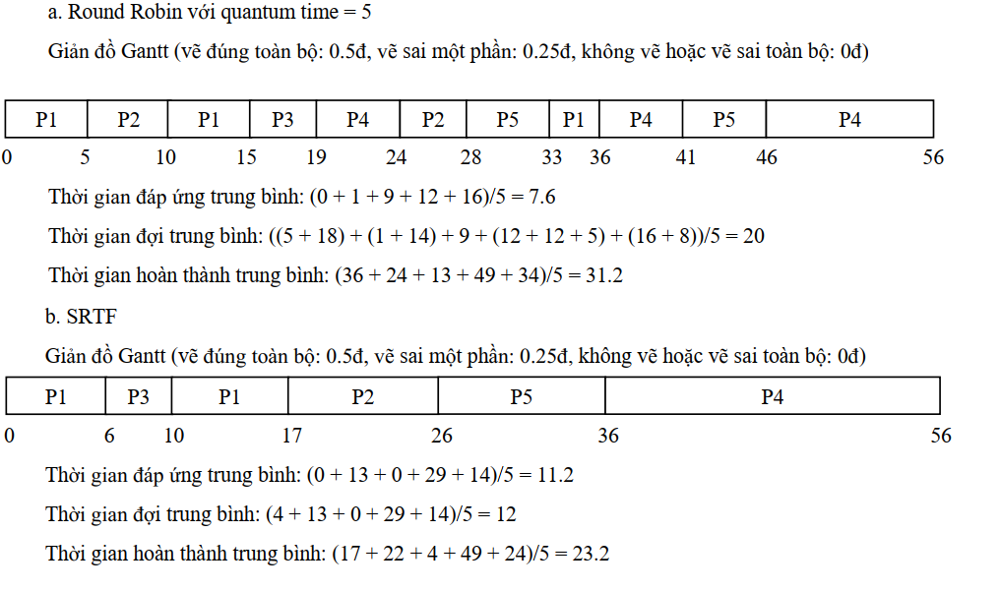 a. Round Robin với quantum time = 5
Giản đồ Gantt (vẽ đúng toàn bộ: 0.5đ, vẽ sai một phần: 0.25đ, không vẽ hoặc vẽ sai toàn bộ: 0đ)
P1 P2 P1 P3 P4 P2 P5 P1 P4 P5 P4
0 5 10 15 19 24 28 33 36 41 46 56
Thời gian đáp ứng trung bình: (0 + 1 + 9 + 12 + 16)/5 = 7.6
Thời gian đợi trung bình: ((5 + 18) + (1 + 14) + 9 + (12 + 12 + 5) + (16 + 8))/5 = 20
Thời gian hoàn thành trung bình: (36 + 24 + 13 + 49 + 34)/5 = 31.2
b. SRTF
Giản đồ Gantt (vẽ đúng toàn bộ: 0.5đ, vẽ sai một phần: 0.25đ, không vẽ hoặc vẽ sai toàn bộ: 0đ)
P1 P3 P1 P2 P5 P4
0 6 10 17 26 36 56
Thời gian đáp ứng trung bình: (0 + 13 + 0 + 29 + 14)/5 = 11.2
Thời gian đợi trung bình: (4 + 13 + 0 + 29 + 14)/5 = 12
Thời gian hoàn thành trung bình: (17 + 22 + 4 + 49 + 24)/5 = 23.2